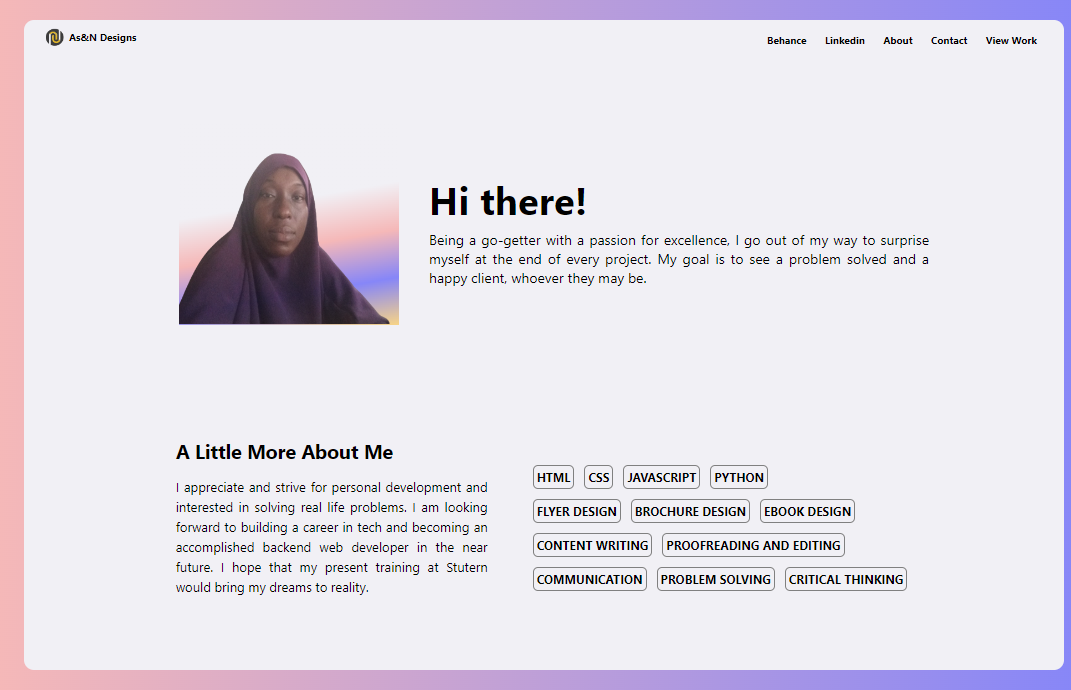 As&N Designs
Behance Linkedin About Contact View Work
Hi there!
Being a go-getter with a passion for excellence, I go out of my way to surprise
myself at the end of every project. My goal is to see a problem solved and a
happy client, whoever they may be.
A Little More About Me
I appreciate and strive for personal development and
interested in solving real life problems. I am looking
forward to building a career in tech and becoming an
accomplished backend web developer in the near
future. I hope that my present training at Stutern
would bring my dreams to reality.
HTML CSS JAVASCRIPT PYTHON
FLYER DESIGN BROCHURE DESIGN EBOOK DESIGN
CONTENT WRITING PROOFREADING AND EDITING
COMMUNICATION PROBLEM SOLVING CRITICAL THINKING